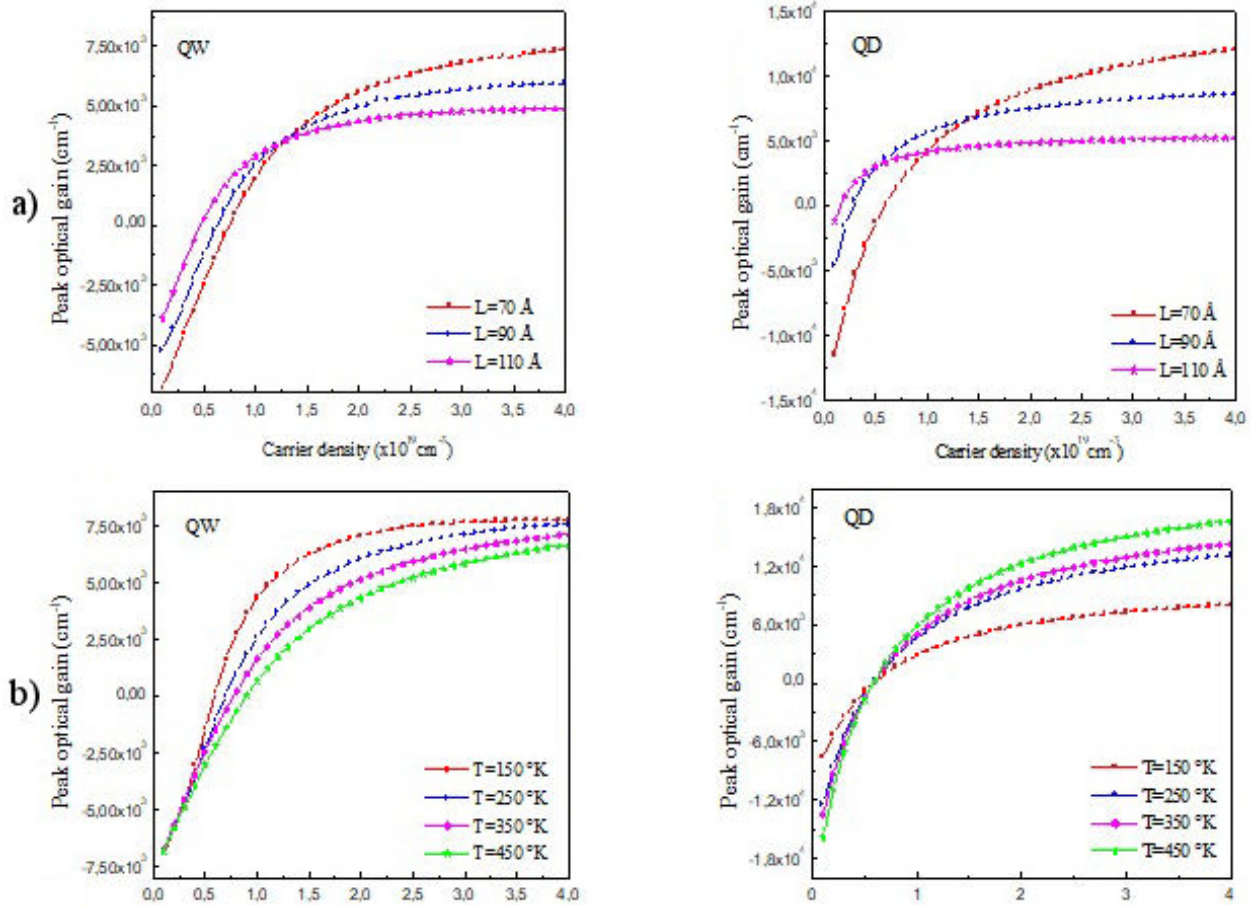 a)
QW
Peak optical gain (cm⁻¹)
7,50x10³
5,00x10³
2,50x10³
0,00
-2,50x10³
-5,00x10³
L=70 Å
L=90 Å
L=110 Å
0,0 0,5 1,0 1,5 2,0 2,5 3,0 3,5 4,0
Carrier density (x10¹⁹cm⁻³)
QD
Peak optical gain (cm⁻¹)
1,5x10⁴
1,0x10⁴
5,0x10³
0,0
-5,0x10³
-1,0x10⁴
-1,5x10⁴
L=70 Å
L=90 Å
L=110 Å
0,0 0,5 1,0 1,5 2,0 2,5 3,0 3,5 4,0
Carrier density (x10¹⁹cm⁻³)
b)
QW
Peak optical gain (cm⁻¹)
7,50x10³
5,00x10³
2,50x10³
0,00
-2,50x10³
-5,00x10³
-7,50x10³
T=150 °K
T=250 °K
T=350 °K
T=450 °K
0,0 0,5 1,0 1,5 2,0 2,5 3,0 3,5 4,0
QD
Peak optical gain (cm⁻¹)
1,8x10⁴
1,2x10⁴
6,0x10³
0,0
-6,0x10³
-1,2x10⁴
-1,8x10⁴
T=150 °K
T=250 °K
T=350 °K
T=450 °K
0 1 2 3 4